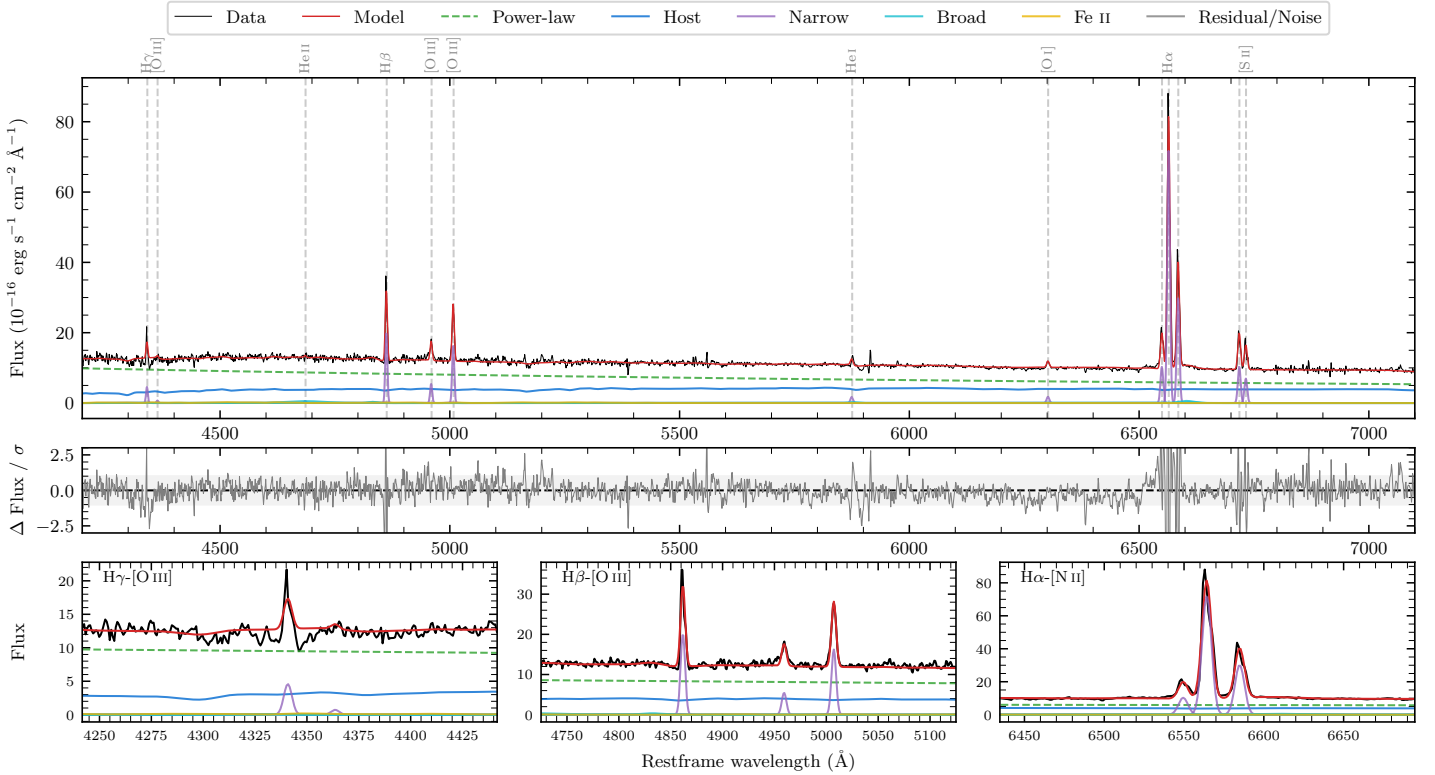 Data Model Power-law Host Narrow Broad Fe II Residual/Noise
Hγ [O III] He II Hβ [O III] [O III] He I [O I] Hα [S II]
Flux (10⁻¹⁶ erg s⁻¹ cm⁻² Å⁻¹)
80
60
40
20
0
4500 5000 5500 6000 6500 7000
Δ Flux / σ
2.5
0.0
−2.5
4500 5000 5500 6000 6500 7000
Flux
Hγ-[O III]
20
15
10
5
0
4250 4275 4300 4325 4350 4375 4400 4425
Hβ-[O III]
30
20
10
0
4750 4800 4850 4900 4950 5000 5050 5100
Hα-[N II]
80
60
40
20
0
6450 6500 6550 6600 6650
Restframe wavelength (Å)